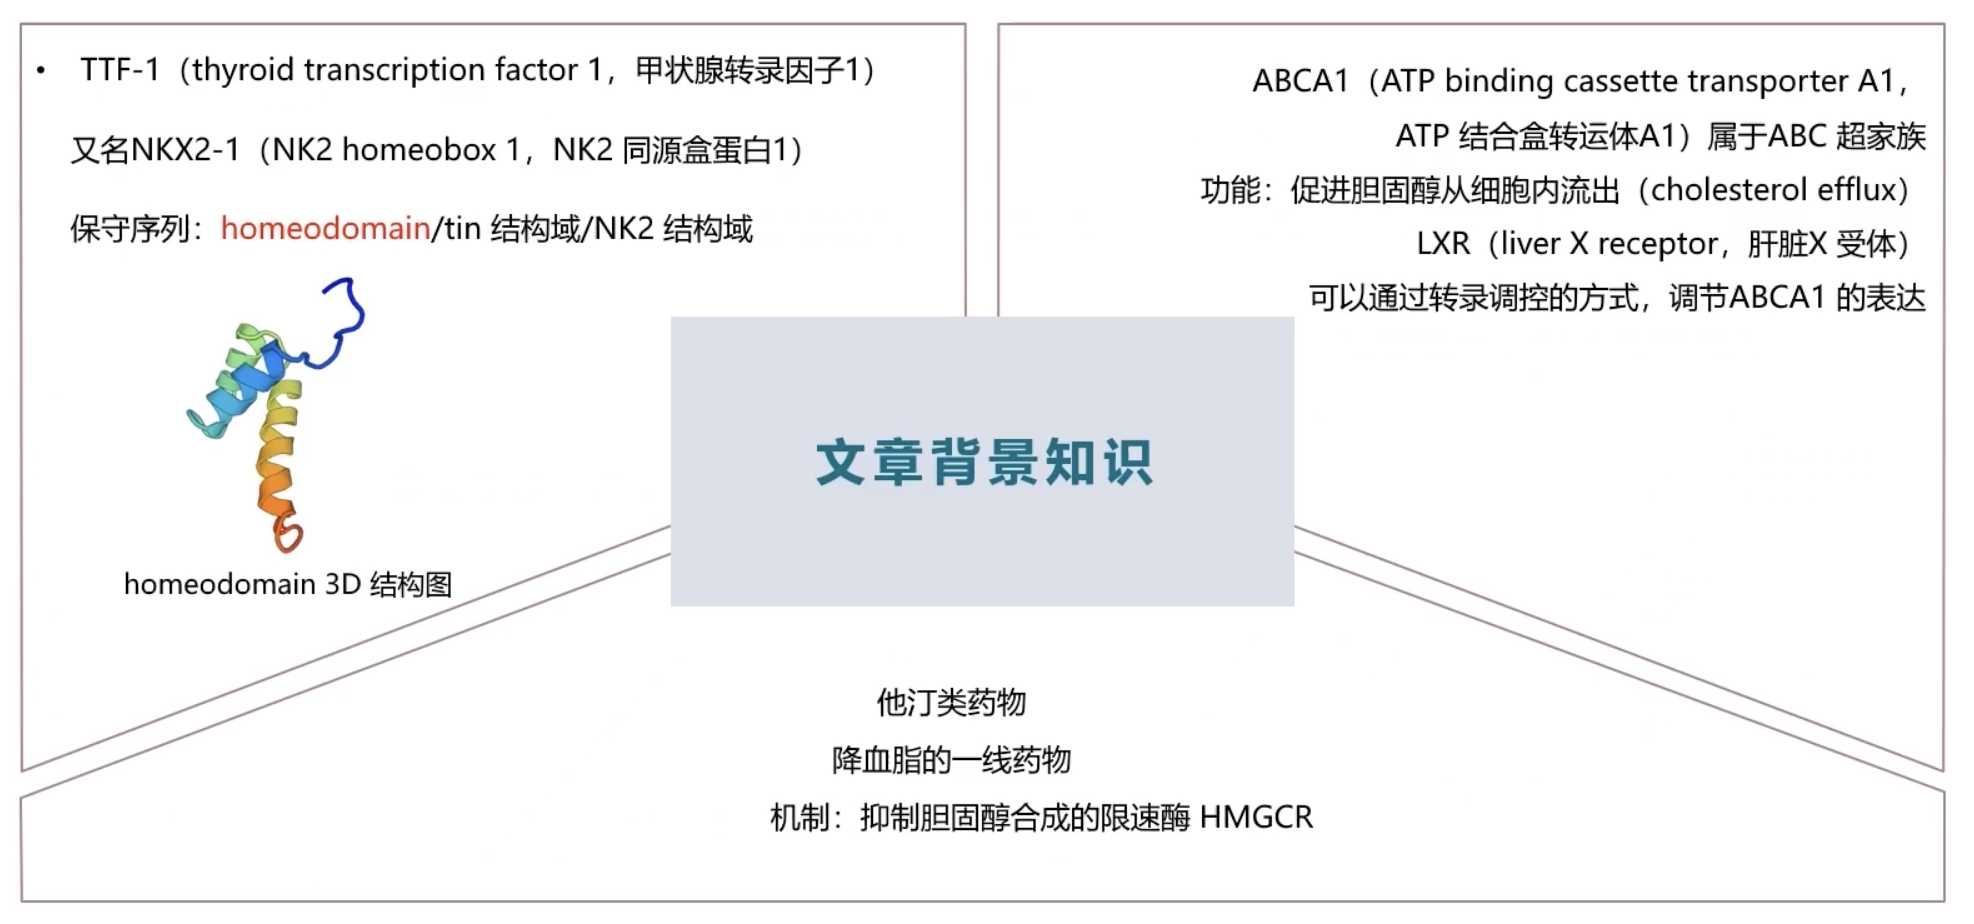 • TTF-1（thyroid transcription factor 1，甲状腺转录因子1）
又名NKX2-1（NK2 homeobox 1，NK2 同源盒蛋白1）
保守序列：homeodomain/tin 结构域/NK2 结构域
homeodomain 3D 结构图
ABCA1（ATP binding cassette transporter A1，
ATP 结合盒转运体A1）属于ABC 超家族
功能：促进胆固醇从细胞内流出（cholesterol efflux）
LXR（liver X receptor，肝脏X 受体）
可以通过转录调控的方式，调节ABCA1 的表达
文章背景知识
他汀类药物
降血脂的一线药物
机制：抑制胆固醇合成的限速酶 HMGCR